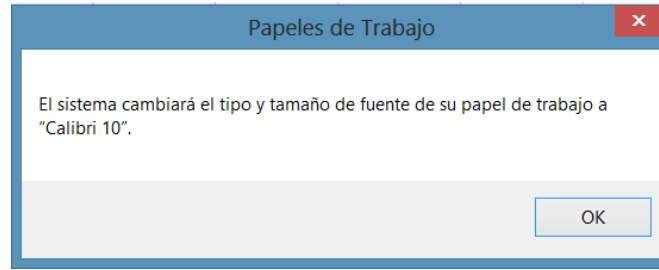 Papeles de Trabajo
El sistema cambiará el tipo y tamaño de fuente de su papel de trabajo a
“Calibri 10”.
OK